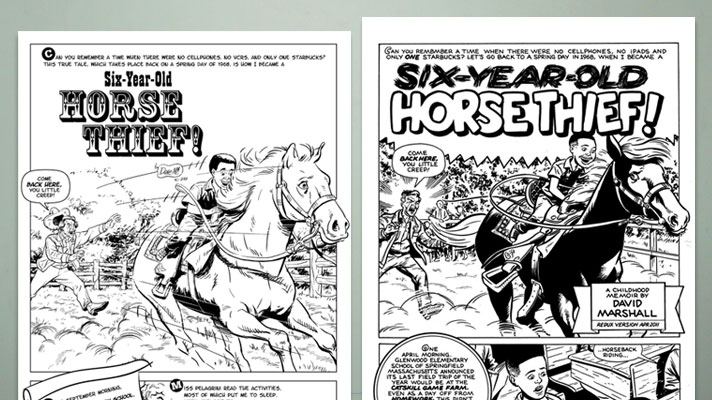 CAN YOU REMEMBER A TIME WHEN THERE WERE NO CELLPHONES, NO VCRS, AND ONLY ONE STARBUCKS?
THIS TRUE TALE, WHICH TAKES PLACE BACK ON A SPRING DAY OF 1968, IS HOW I BECAME A
Six-Year-Old
HORSE
THIEF!
COME
BACK HERE,
YOU LITTLE
CREEP!
SEPTEMBER MORNING,
SCHOOL
MISS PELAGRIM READ THE ACTIVITIES,
MOST OF WHICH PUT ME TO SLEEP.
CAN YOU REMEMBER A TIME WHEN THERE WERE NO CELLPHONES, NO IPADS AND
ONLY ONE STARBUCKS? LET'S GO BACK TO A SPRING DAY IN 1968, WHEN I BECAME A
SIX-YEAR-OLD
HORSE THIEF!
COME
BACK HERE,
YOU LITTLE
CREEP!
A CHILDHOOD
MEMOIR BY
DAVID
MARSHALL
REDUX VERSION APR.2011
ONE
APRIL MORNING,
GLENWOOD ELEMENTARY
SCHOOL OF SPRINGFIELD
MASSACHUSETTS ANNOUNCED
ITS LAST FIELD TRIP OF THE
YEAR WOULD BE AT THE
CATSKILL GAME FARM.
EVEN AS A DAY OFF FROM
HOMEWORK, THIS DIDN'T
...HORSEBACK
RIDING...